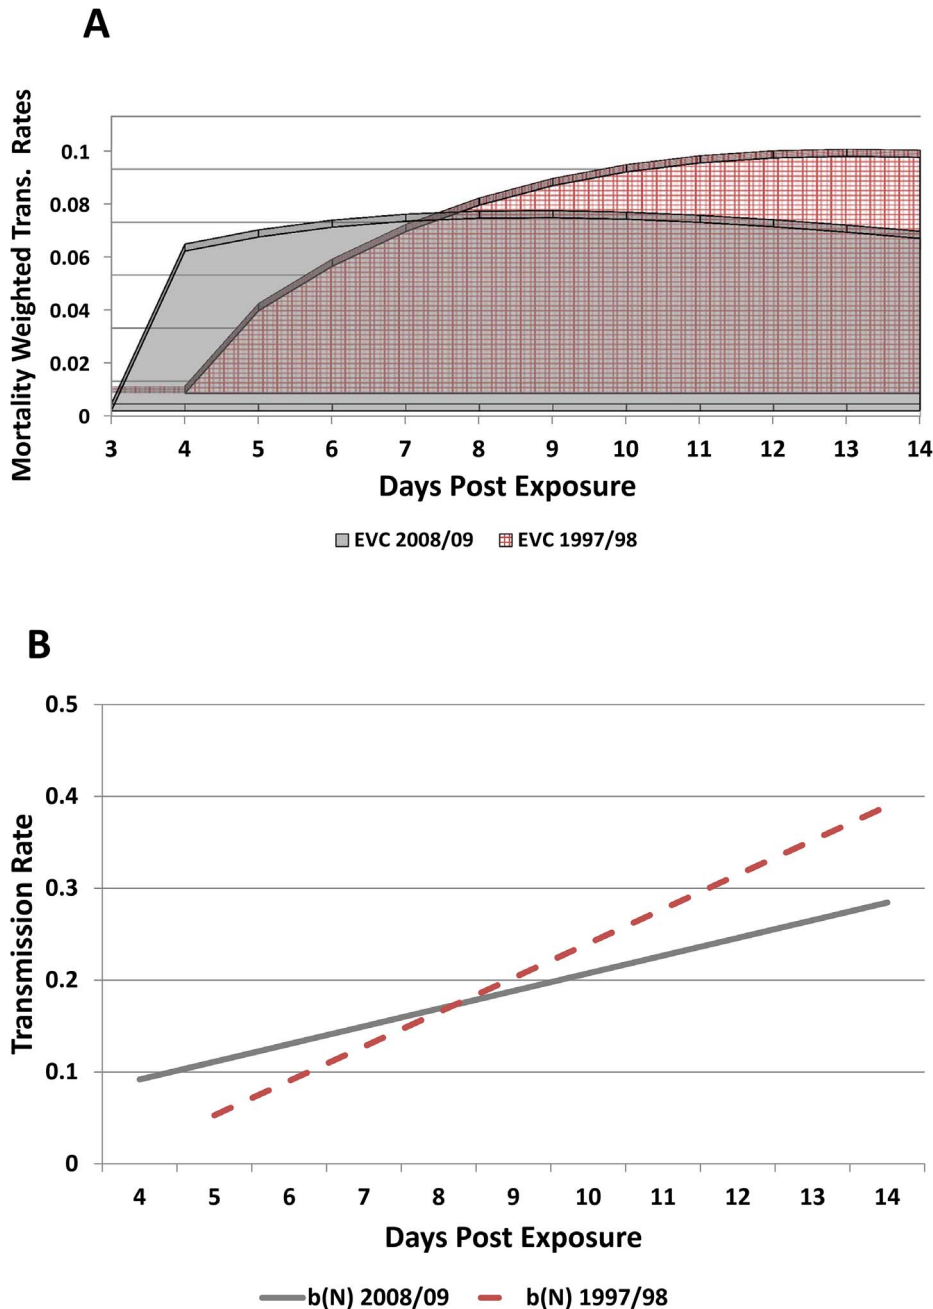 A
Mortality Weighted Trans. Rates
0.1
0.08
0.06
0.04
0.02
0
3 4 5 6 7 8 9 10 11 12 13 14
Days Post Exposure
EVC 2008/09 EVC 1997/98
B
Transmission Rate
0.5
0.4
0.3
0.2
0.1
0
4 5 6 7 8 9 10 11 12 13 14
Days Post Exposure
b(N) 2008/09 b(N) 1997/98